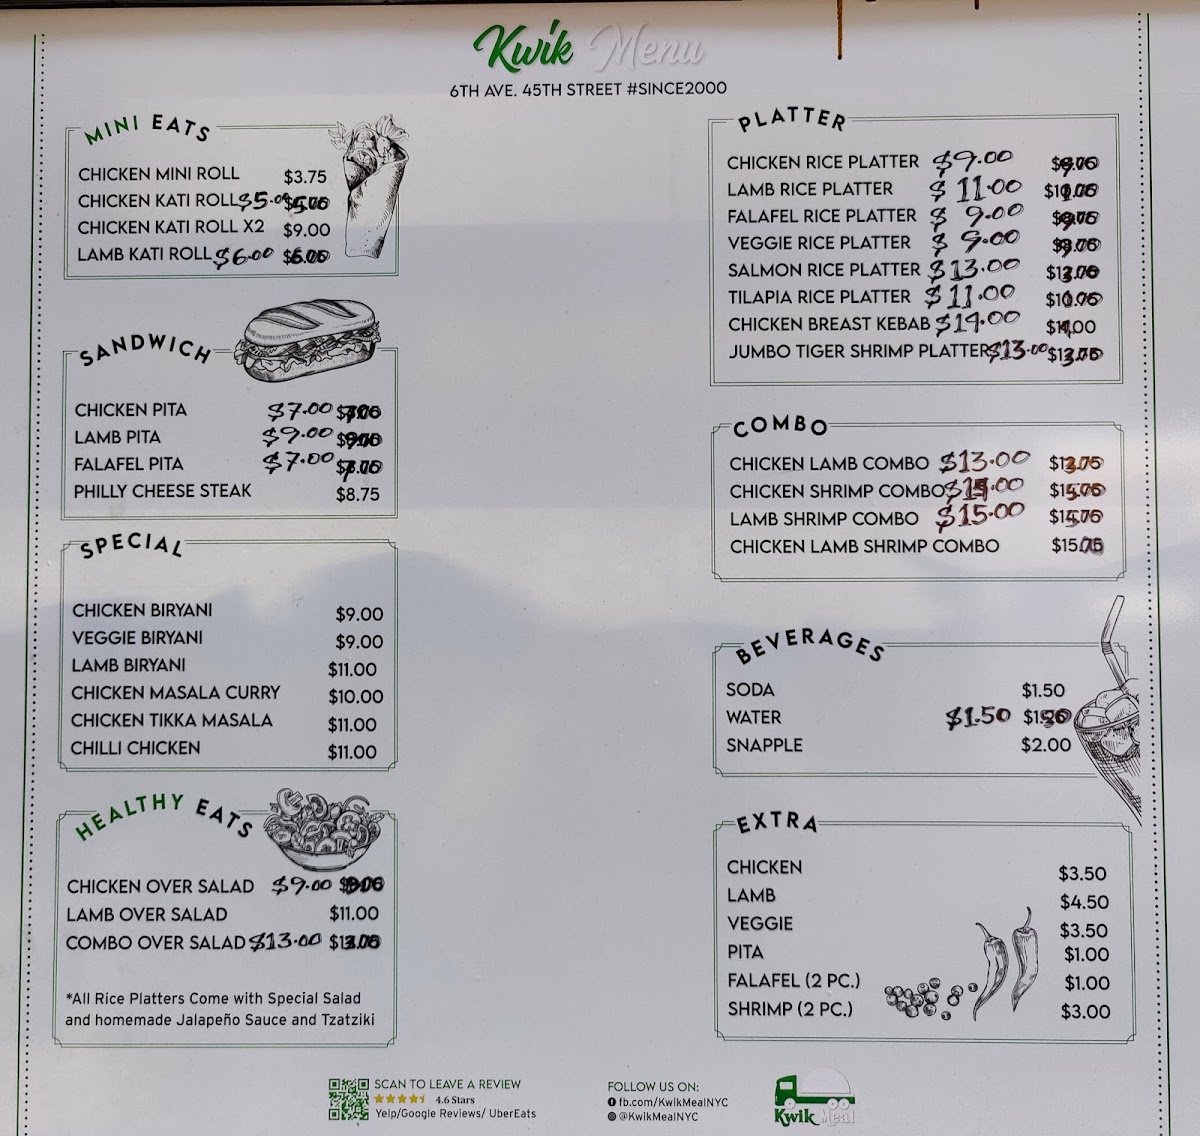 Kwik Menu
6TH AVE. 45TH STREET #SINCE2000
MINI EATS
CHICKEN MINI ROLL $3.75
CHICKEN KATI ROLL $5.00
CHICKEN KATI ROLL X2 $9.00
LAMB KATI ROLL $6.00
SANDWICH
CHICKEN PITA $7.00
LAMB PITA $9.00
FALAFEL PITA $7.00
PHILLY CHEESE STEAK $8.75
SPECIAL
CHICKEN BIRYANI $9.00
VEGGIE BIRYANI $9.00
LAMB BIRYANI $11.00
CHICKEN MASALA CURRY $10.00
CHICKEN TIKKA MASALA $11.00
CHILLI CHICKEN $11.00
HEALTHY EATS
CHICKEN OVER SALAD $9.00
LAMB OVER SALAD $11.00
COMBO OVER SALAD $13.00
*All Rice Platters Come with Special Salad
and homemade Jalapeño Sauce and Tzatziki
PLATTER
CHICKEN RICE PLATTER $9.00
LAMB RICE PLATTER $11.00
FALAFEL RICE PLATTER $9.00
VEGGIE RICE PLATTER $9.00
SALMON RICE PLATTER $13.00
TILAPIA RICE PLATTER $11.00
CHICKEN BREAST KEBAB $14.00
JUMBO TIGER SHRIMP PLATTER $13.00
COMBO
CHICKEN LAMB COMBO $13.00
CHICKEN SHRIMP COMBO
LAMB SHRIMP COMBO $15.00
CHICKEN LAMB SHRIMP COMBO
BEVERAGES
SODA $1.50
WATER $1.50
SNAPPLE $2.00
EXTRA
CHICKEN $3.50
LAMB $4.50
VEGGIE $3.50
PITA $1.00
FALAFEL (2 PC.) $1.00
SHRIMP (2 PC.) $3.00
SCAN TO LEAVE A REVIEW
4.6 Stars
Yelp/Google Reviews/ UberEats
FOLLOW US ON:
fb.com/KwikMealNYC
@KwikMealNYC
Kwik Meal